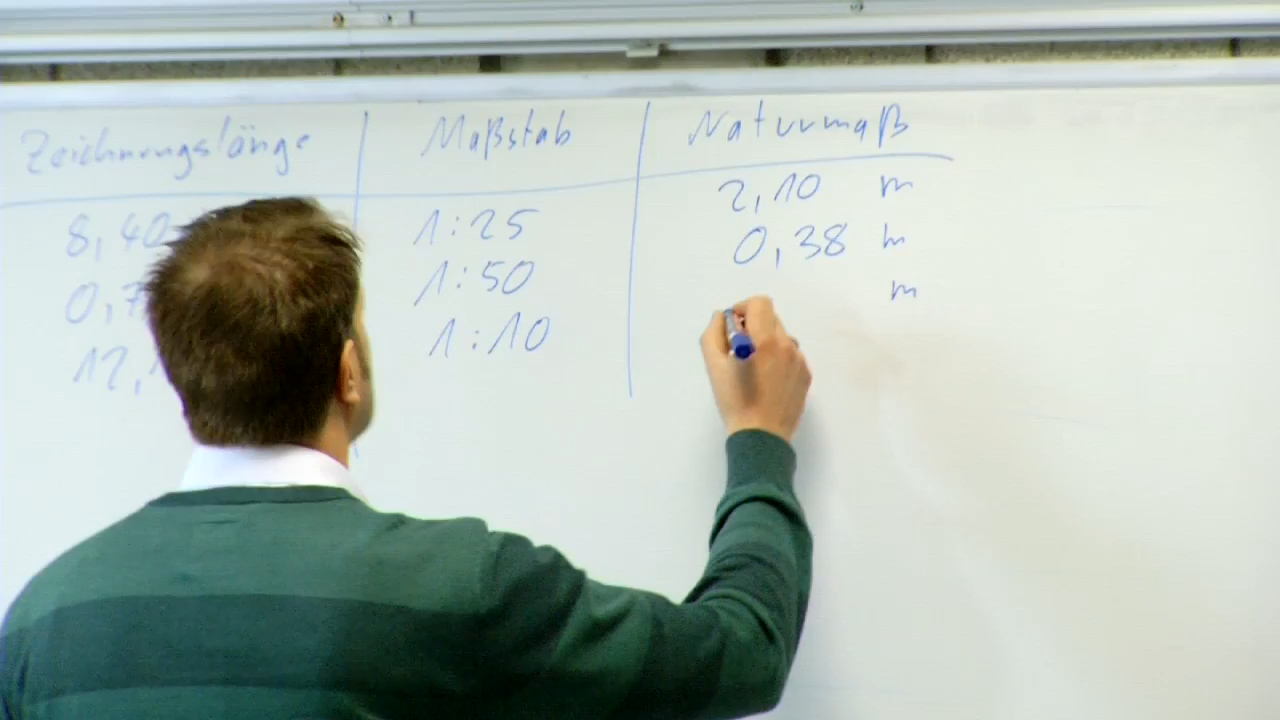 Zeichnungslänge Maßstab Naturmaß
8,40 1:25 2,10 m
0,7 1:50 0,38 m
12, 1:10 m